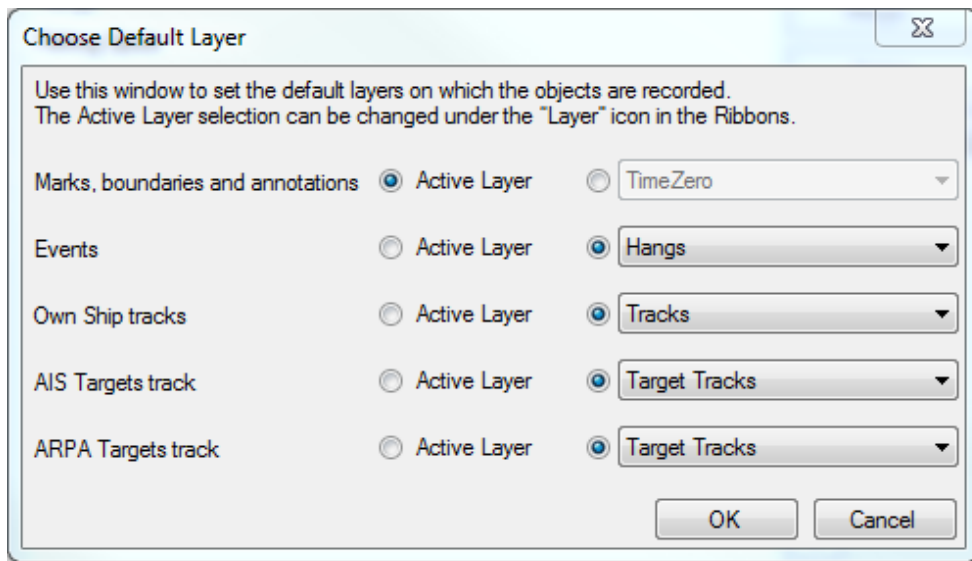 Choose Default Layer
Use this window to set the default layers on which the objects are recorded.
The Active Layer selection can be changed under the "Layer" icon in the Ribbons.
Marks, boundaries and annotations Active Layer TimeZero
Events Active Layer Hangs
Own Ship tracks Active Layer Tracks
AIS Targets track Active Layer Target Tracks
ARPA Targets track Active Layer Target Tracks
OK Cancel